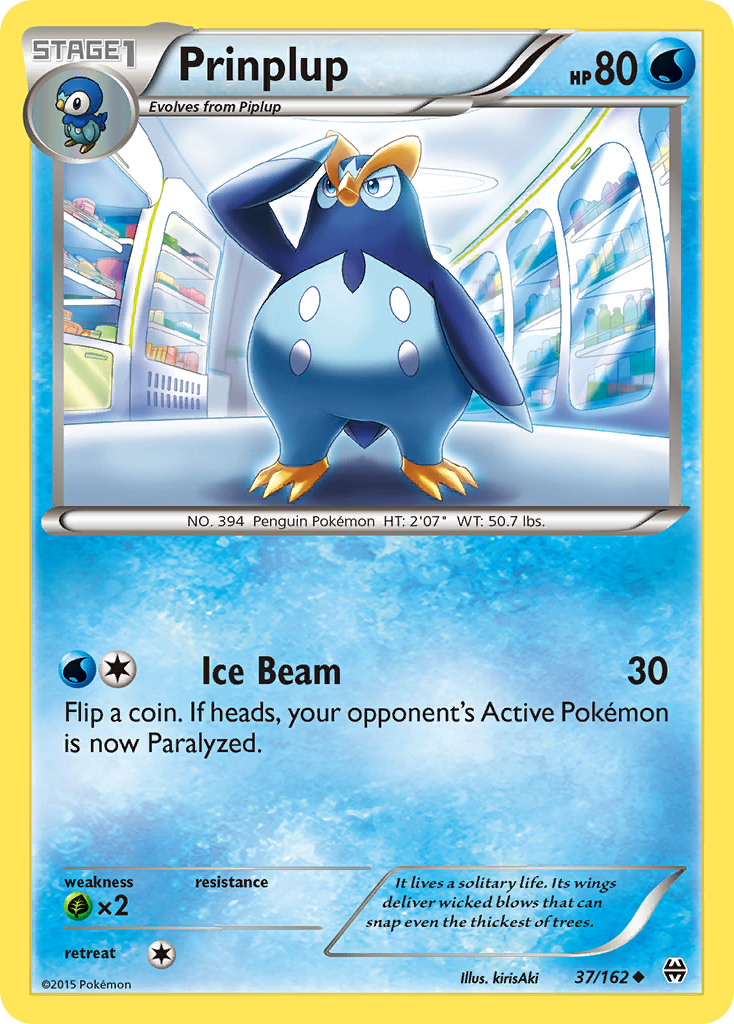 STAGE1
Prinplup
HP 80
Evolves from Piplup
NO. 394 Penguin Pokémon HT: 2'07" WT: 50.7 lbs.
Ice Beam 30
Flip a coin. If heads, your opponent's Active Pokémon
is now Paralyzed.
weakness resistance
×2
It lives a solitary life. Its wings
deliver wicked blows that can
snap even the thickest of trees.
retreat
©2015 Pokémon
Illus. kirisAki 37/162